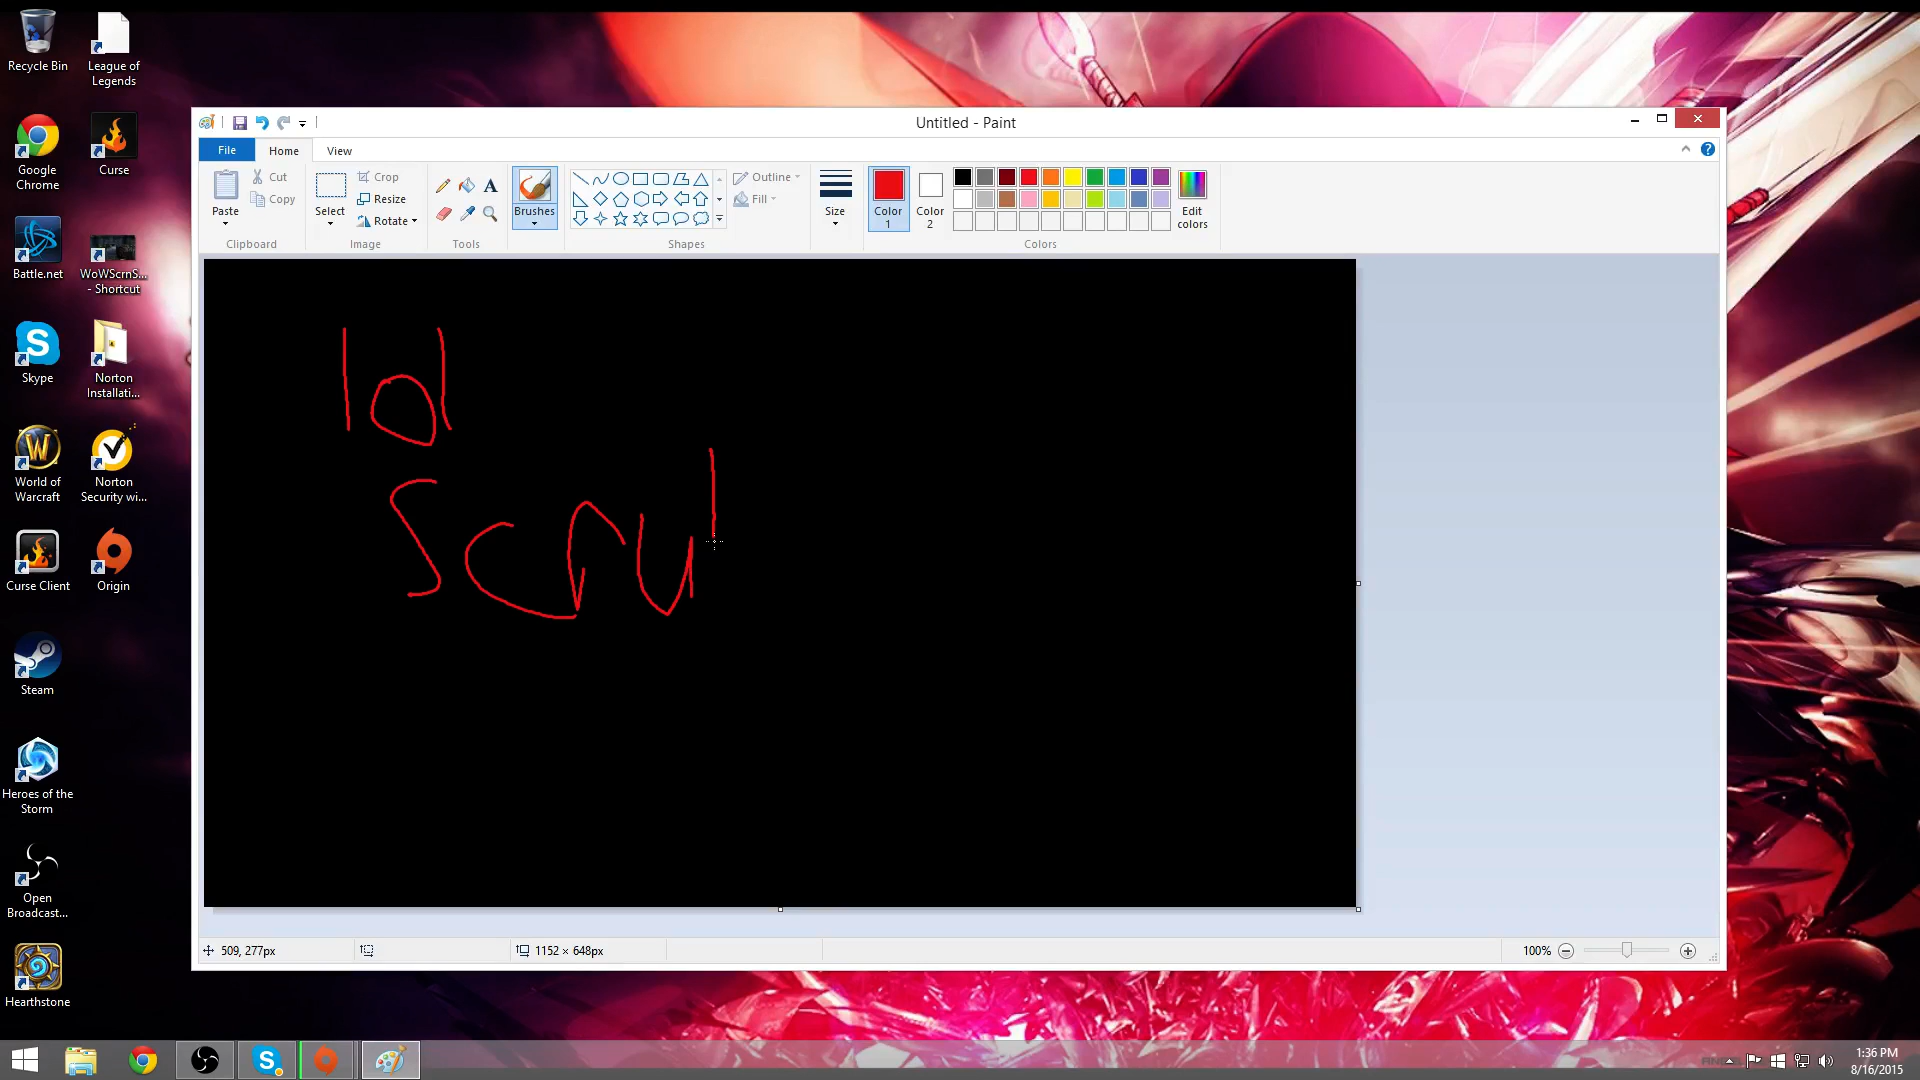 Recycle Bin
League of Legends
Google Chrome
Curse
Battle.net
WoWScrnS... - Shortcut
Skype
Norton Installati...
World of Warcraft
Norton Security wi...
Curse Client
Origin
Steam
Heroes of the Storm
Open Broadcast...
Hearthstone
Untitled - Paint
File Home View
Paste
Cut
Copy
Clipboard
Select
Crop
Resize
Rotate
Image
A
Tools
Brushes
Outline
Fill
Shapes
Size
Color 1
Color 2
Edit colors
Colors
lol
Scrul
509, 277px
1152 × 648px
100%
1:36 PM
8/16/2015